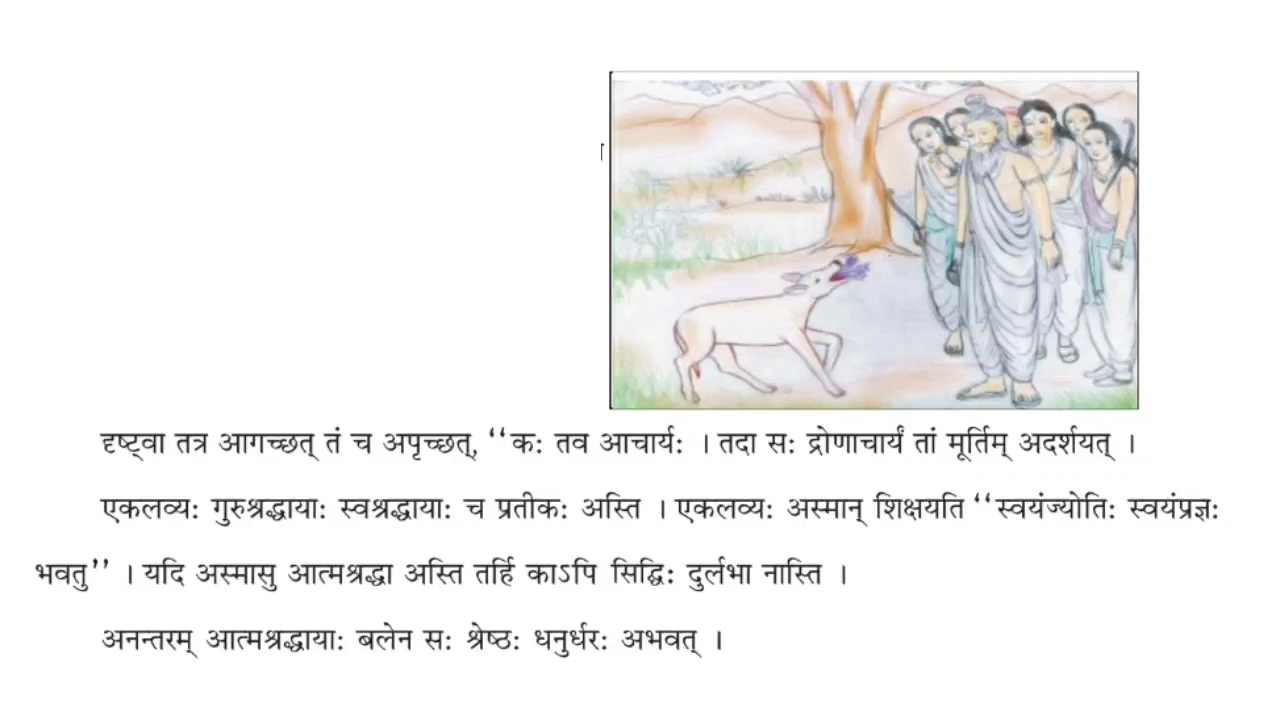 दृष्ट्वा तत्र आगच्छत् तं च अपृच्छत्, ‘‘कः तव आचार्यः । तदा सः द्रोणाचार्यं तां मूर्तिम् अदर्शयत् ।
एकलव्यः गुरुश्रद्धायाः स्वश्रद्धायाः च प्रतीकः अस्ति । एकलव्यः अस्मान् शिक्षयति ‘‘स्वयंज्योतिः स्वयंप्रज्ञः
भवतु’’ । यदि अस्मासु आत्मश्रद्धा अस्ति तर्हि काऽपि सिद्धिः दुर्लभा नास्ति ।
अनन्तरम् आत्मश्रद्धायाः बलेन सः श्रेष्ठः धनुर्धरः अभवत् ।